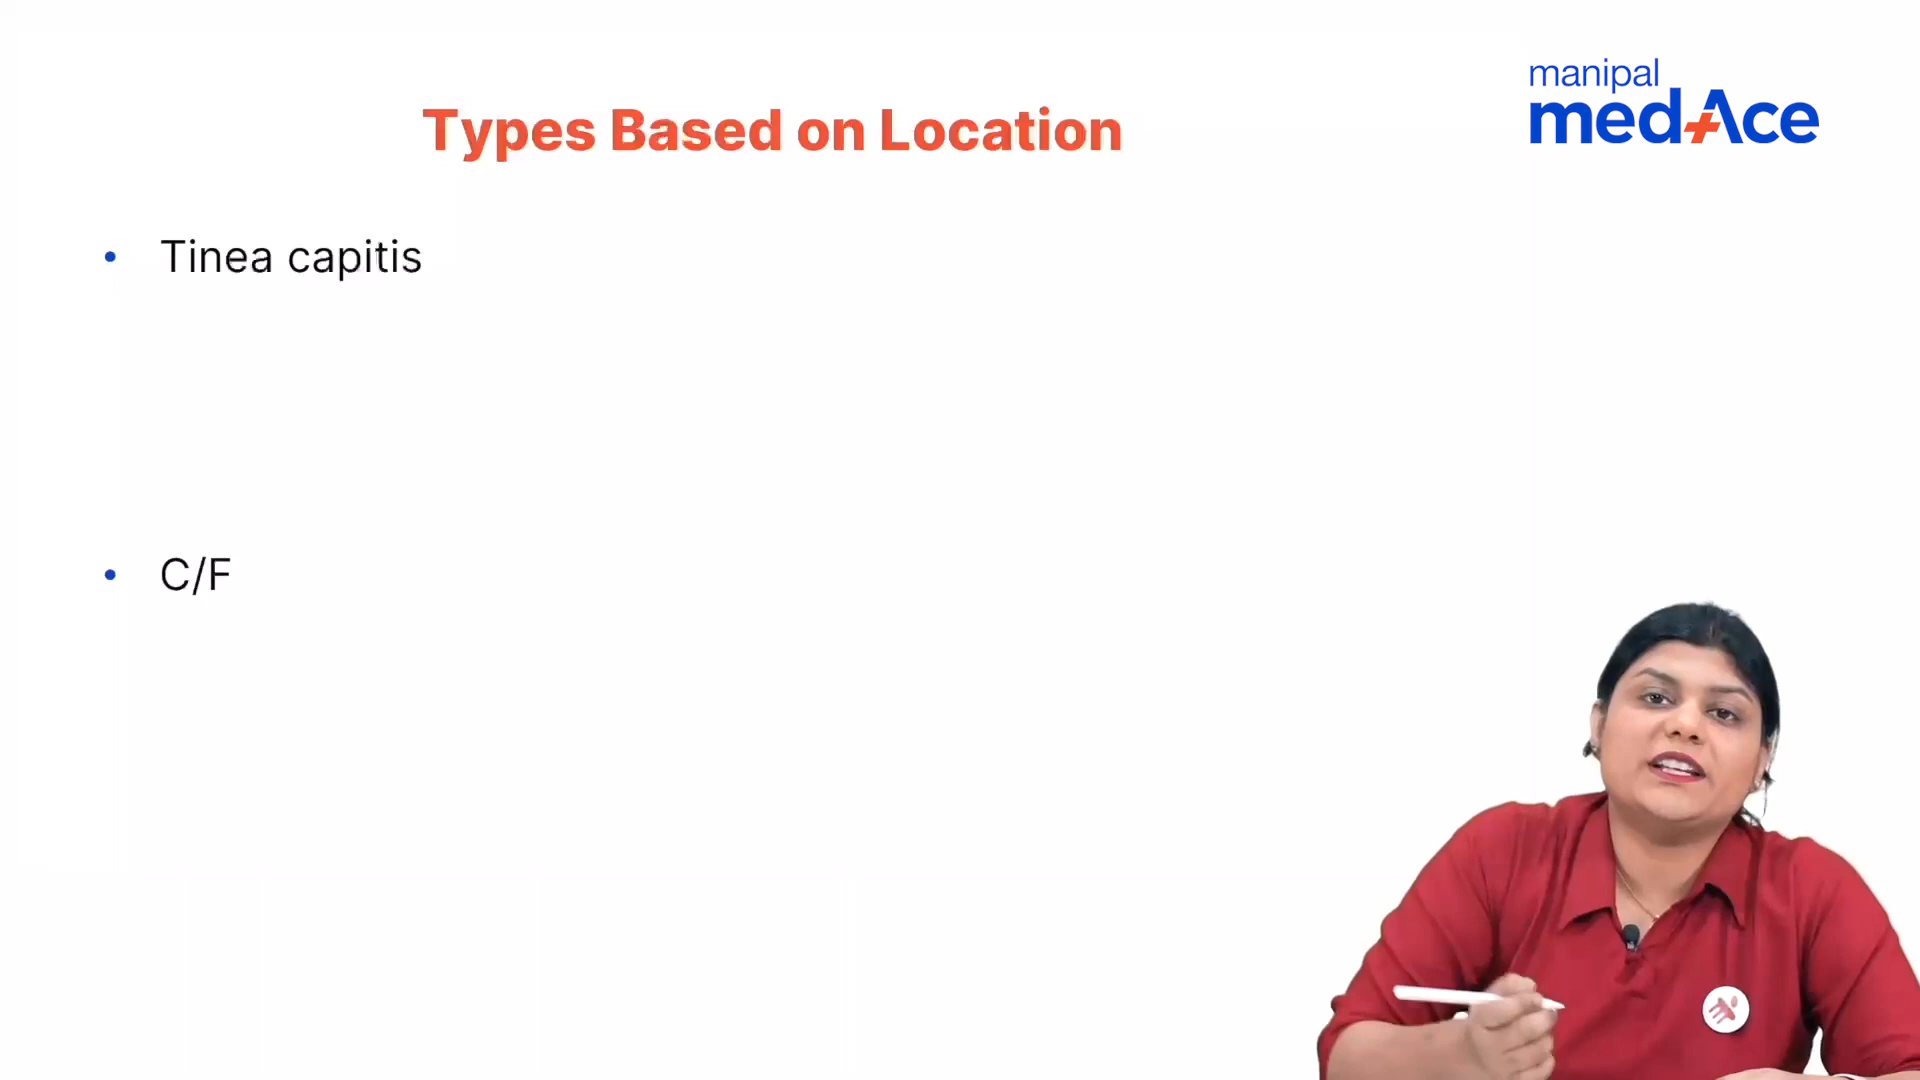 manipal
medAce
Types Based on Location
• Tinea capitis
• C/F